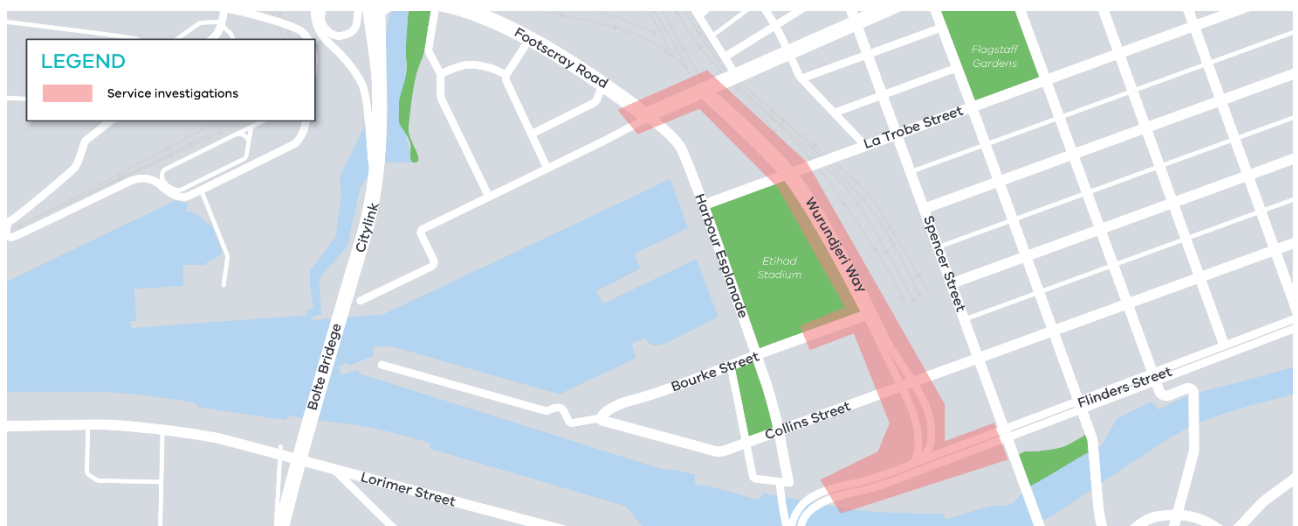 LEGEND
Service investigations
Footscray Road
Flagstaff
Gardens
La Trobe Street
Citylink
Harbour Esplanade
Wurundjeri Way
Spencer Street
Etihad
Stadium
Bolte Bridege
Bourke Street
Collins Street
Flinders Street
Lorimer Street